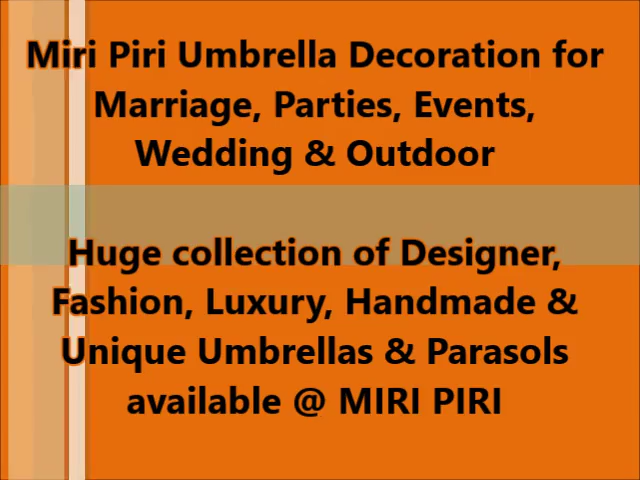 Miri Piri Umbrella Decoration for
Marriage, Parties, Events,
Wedding & Outdoor
Huge collection of Designer,
Fashion, Luxury, Handmade &
Unique Umbrellas & Parasols
available @ MIRI PIRI